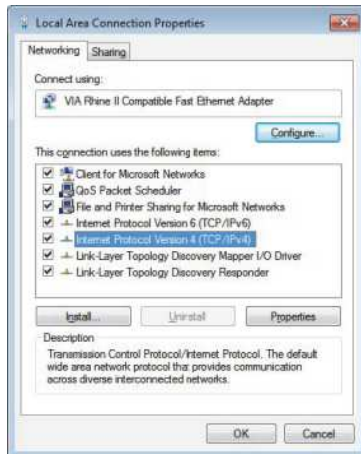 Local Area Connection Properties
Networking Sharing
Connect using:
VIA Rhine II Compatible Fast Ethernet Adapter
Configure...
This connection uses the following items:
Client for Microsoft Networks
QoS Packet Scheduler
File and Printer Sharing for Microsoft Networks
Internet Protocol Version 6 (TCP/IPv6)
Internet Protocol Version 4 (TCP/IPv4)
Link-Layer Topology Discovery Mapper I/O Driver
Link-Layer Topology Discovery Responder
Install... Uninstall Properties
Description
Transmission Control Protocol/Internet Protocol. The default
wide area network protocol that provides communication
across diverse interconnected networks.
OK Cancel